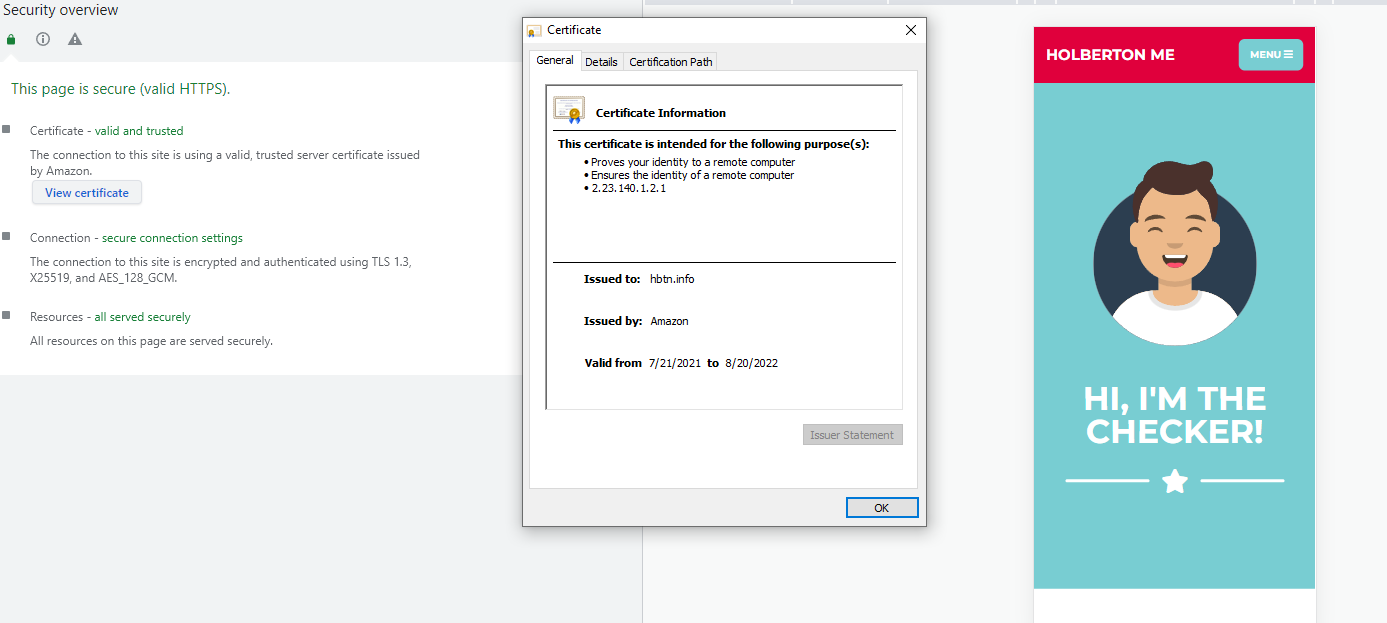 Security overview
This page is secure (valid HTTPS).
Certificate - valid and trusted
The connection to this site is using a valid, trusted server certificate issued
by Amazon.
View certificate
Connection - secure connection settings
The connection to this site is encrypted and authenticated using TLS 1.3,
X25519, and AES_128_GCM.
Resources - all served securely
All resources on this page are served securely.
Certificate
General Details Certification Path
Certificate Information
This certificate is intended for the following purpose(s):
• Proves your identity to a remote computer
• Ensures the identity of a remote computer
• 2.23.140.1.2.1
Issued to: hbtn.info
Issued by: Amazon
Valid from 7/21/2021 to 8/20/2022
Issuer Statement
OK
HOLBERTON ME
MENU
HI, I'M THE
CHECKER!